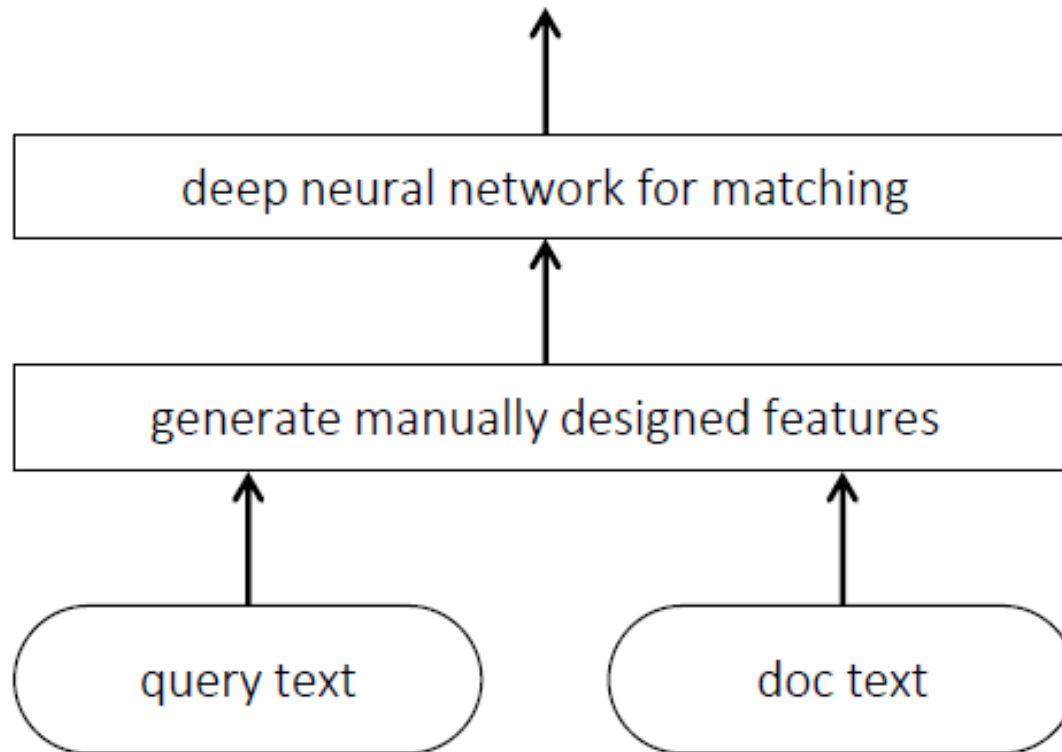 deep neural network for matching
generate manually designed features
query text
doc text